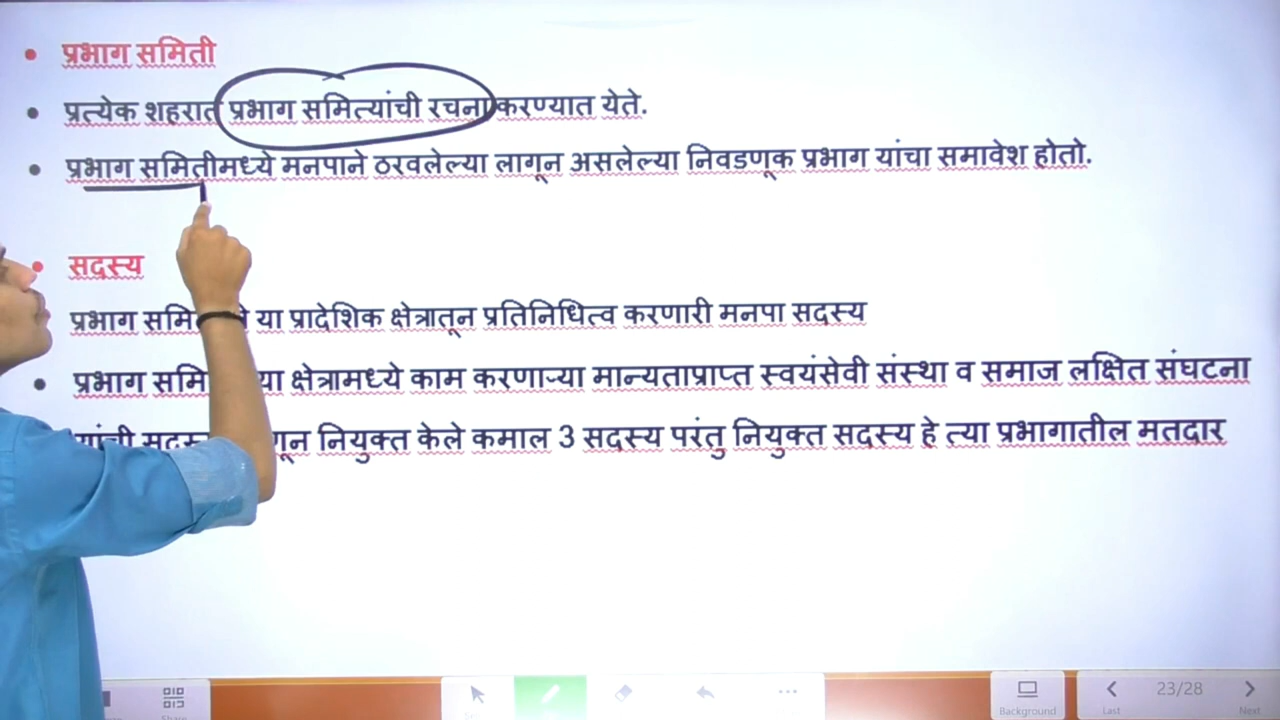 प्रभाग समिती
प्रत्येक शहरात प्रभाग समित्यांची रचना करण्यात येते.
प्रभाग समितीमध्ये मनपाने ठरवलेल्या लागून असलेल्या निवडणूक प्रभाग यांचा समावेश होतो.
सदस्य
प्रभाग या प्रादेशिक क्षेत्रातून प्रतिनिधित्व करणारी मनपा सदस्य
प्रभाग क्षेत्रामध्ये काम करणाऱ्या मान्यताप्राप्त स्वयंसेवी संस्था व समाज लक्षित संघटना
नियुक्त केले कमाल 3 सदस्य परंतु नियुक्त सदस्य हे त्या प्रभागातील मतदार
Share
Background
Last
23/28
Next